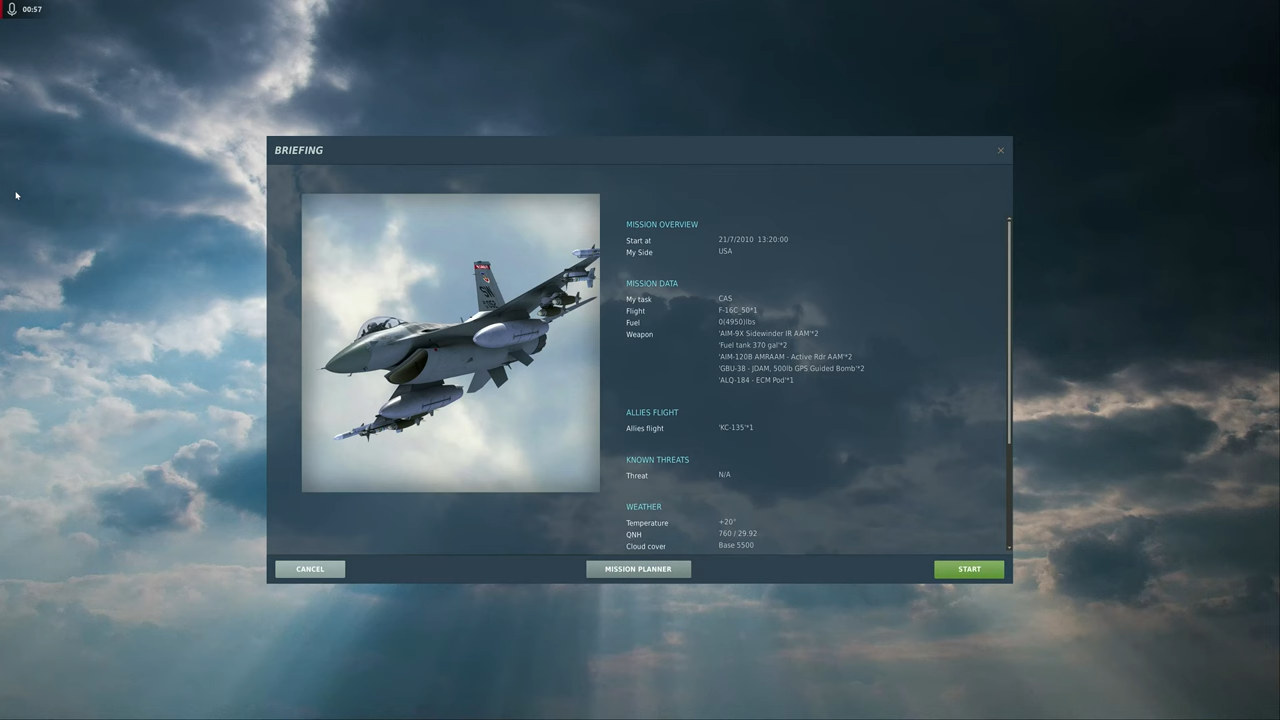 00:57
BRIEFING
MISSION OVERVIEW
Start at 21/7/2010 13:20:00
My Side USA
MISSION DATA
My task CAS
Flight F-16C_50*1
Fuel 0(4950)lbs
Weapon 'AIM-9X Sidewinder IR AAM'*2
'Fuel tank 370 gal'*2
'AIM-120B AMRAAM - Active Rdr AAM'*2
'GBU-38 - JDAM, 500lb GPS Guided Bomb'*2
'ALQ-184 - ECM Pod'*1
ALLIES FLIGHT
Allies flight 'KC-135'*1
KNOWN THREATS
Threat N/A
WEATHER
Temperature +20°
QNH 760 / 29.92
Cloud cover Base 5500
CANCEL
MISSION PLANNER
START